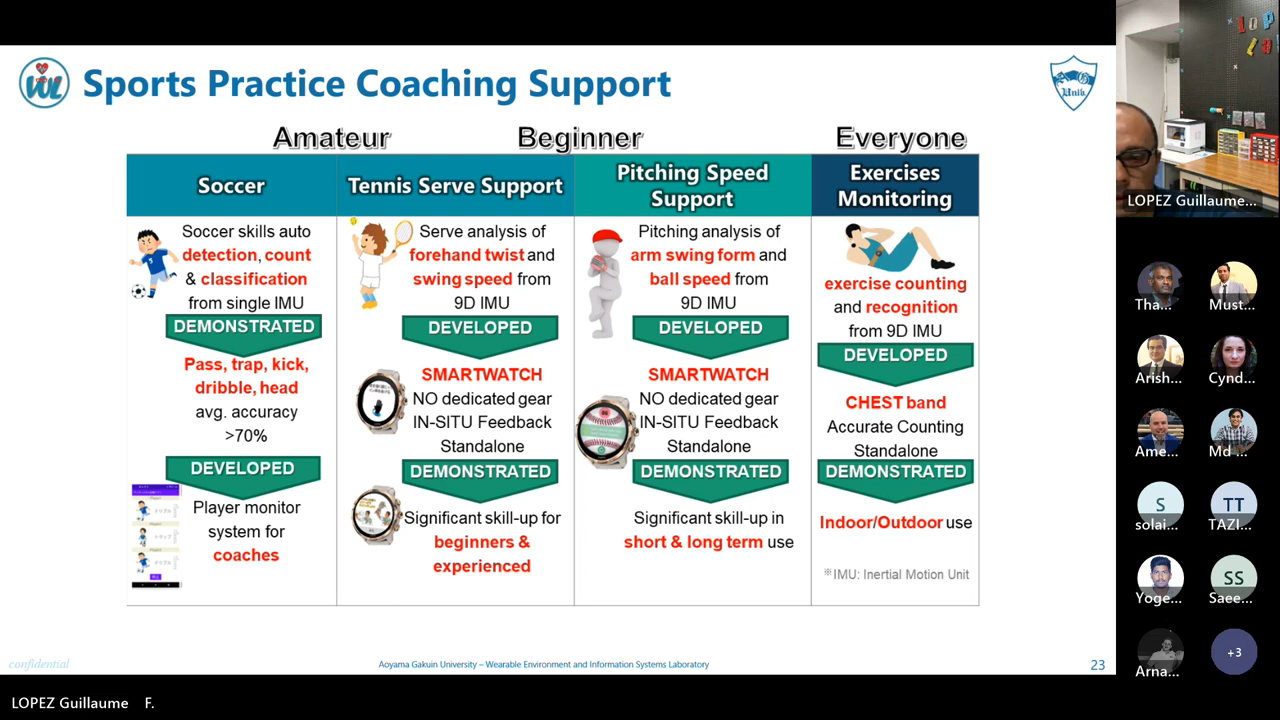 Sports Practice Coaching Support
Amateur
Beginner
Everyone
Soccer
Tennis Serve Support
Pitching Speed
Support
Exercises
Monitoring
Soccer skills auto
detection, count
& classification
from single IMU
DEMONSTRATED
Pass, trap, kick,
dribble, head
avg. accuracy
>70%
DEVELOPED
Player monitor
system for
coaches
Serve analysis of
forehand twist and
swing speed from
9D IMU
DEVELOPED
SMARTWATCH
NO dedicated gear
IN-SITU Feedback
Standalone
DEMONSTRATED
Significant skill-up for
beginners &
experienced
Pitching analysis of
arm swing form and
ball speed from
9D IMU
DEVELOPED
SMARTWATCH
NO dedicated gear
IN-SITU Feedback
Standalone
DEMONSTRATED
Significant skill-up in
short & long term use
exercise counting
and recognition
from 9D IMU
DEVELOPED
CHEST band
Accurate Counting
Standalone
DEMONSTRATED
Indoor/Outdoor use
※IMU: Inertial Motion Unit
confidential
Aoyama Gakuin University – Wearable Environment and Information Systems Laboratory
23
LOPEZ Guillaume F.
LOPEZ Guillaume...
Tha...
Must...
Arish...
Cynd...
Ame...
Md ...
S
solai...
TT
TAZI...
Yoge...
SS
Saee...
Arna...
+3